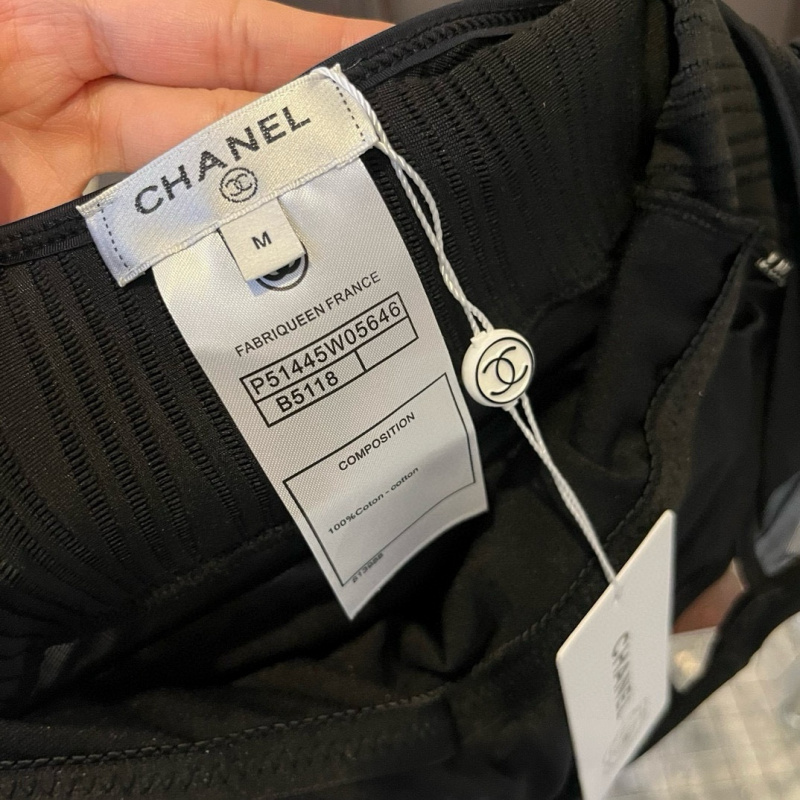 CHANEL
M
FABRIQUEEN FRANCE
P51445W05646
B5118
COMPOSITION
100%Coton - cotton
CHANEL